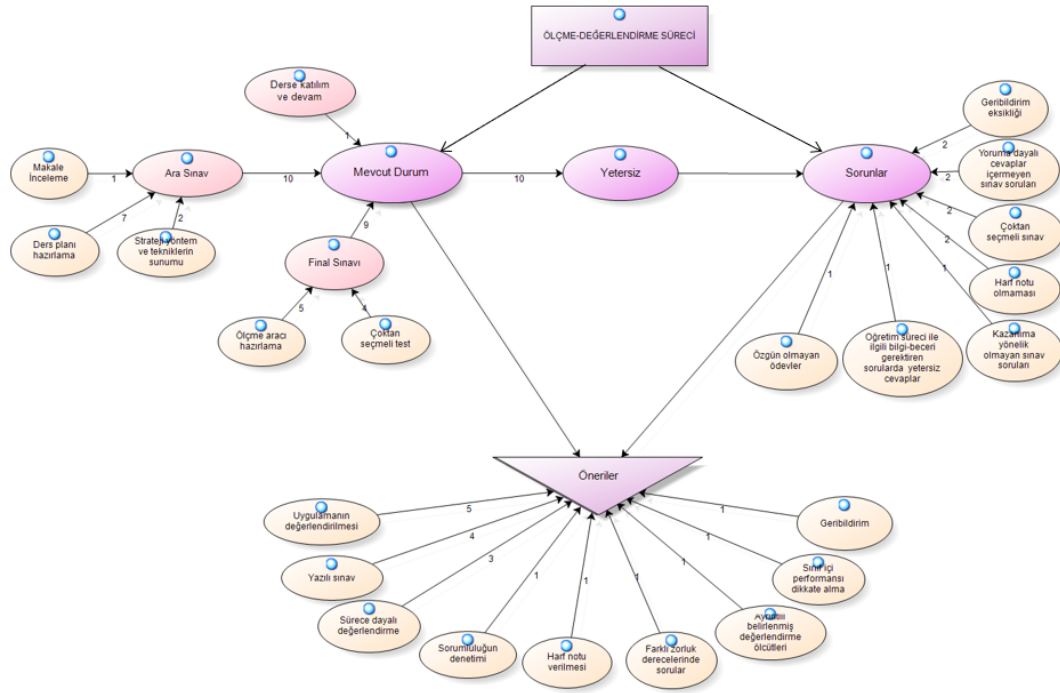 ÖLÇME-DEĞERLENDİRME SÜRECİ
Derse katılım
ve devam
1
Geribildirim
eksikliği
2
Makale
İnceleme
1
Ara Sınav
10
Mevcut Durum
10
Yetersiz
Sorunlar
Yoruma dayalı
cevaplar
içermeyen
sınav soruları
2
7
2
9
Ders planı
hazırlama
Strateji yöntem
ve tekniklerin
sunumu
Final Sınavı
2
Çoktan
seçmeli sınav
2
Harf notu
olmaması
1
1
1
5
4
Ölçme aracı
hazırlama
Çoktan
seçmeli test
Özgün olmayan
ödevler
Öğretim süreci ile
ilgili bilgi-beceri
gerektiren
sorularda yetersiz
cevaplar
Kazanıma
yönelik
olmayan sınav
soruları
Öneriler
Uygulamanın
değerlendirilmesi
5
1
Geribildirim
4
Yazılı sınav
1
Sınıf içi
performansı
dikkate alma
3
Sürece dayalı
değerlendirme
1
1
1
1
Sorumluluğun
denetimi
Harf notu
verilmesi
Farklı zorluk
derecelerinde
sorular
Ayrıntılı
belirlenmiş
değerlendirme
ölçütleri